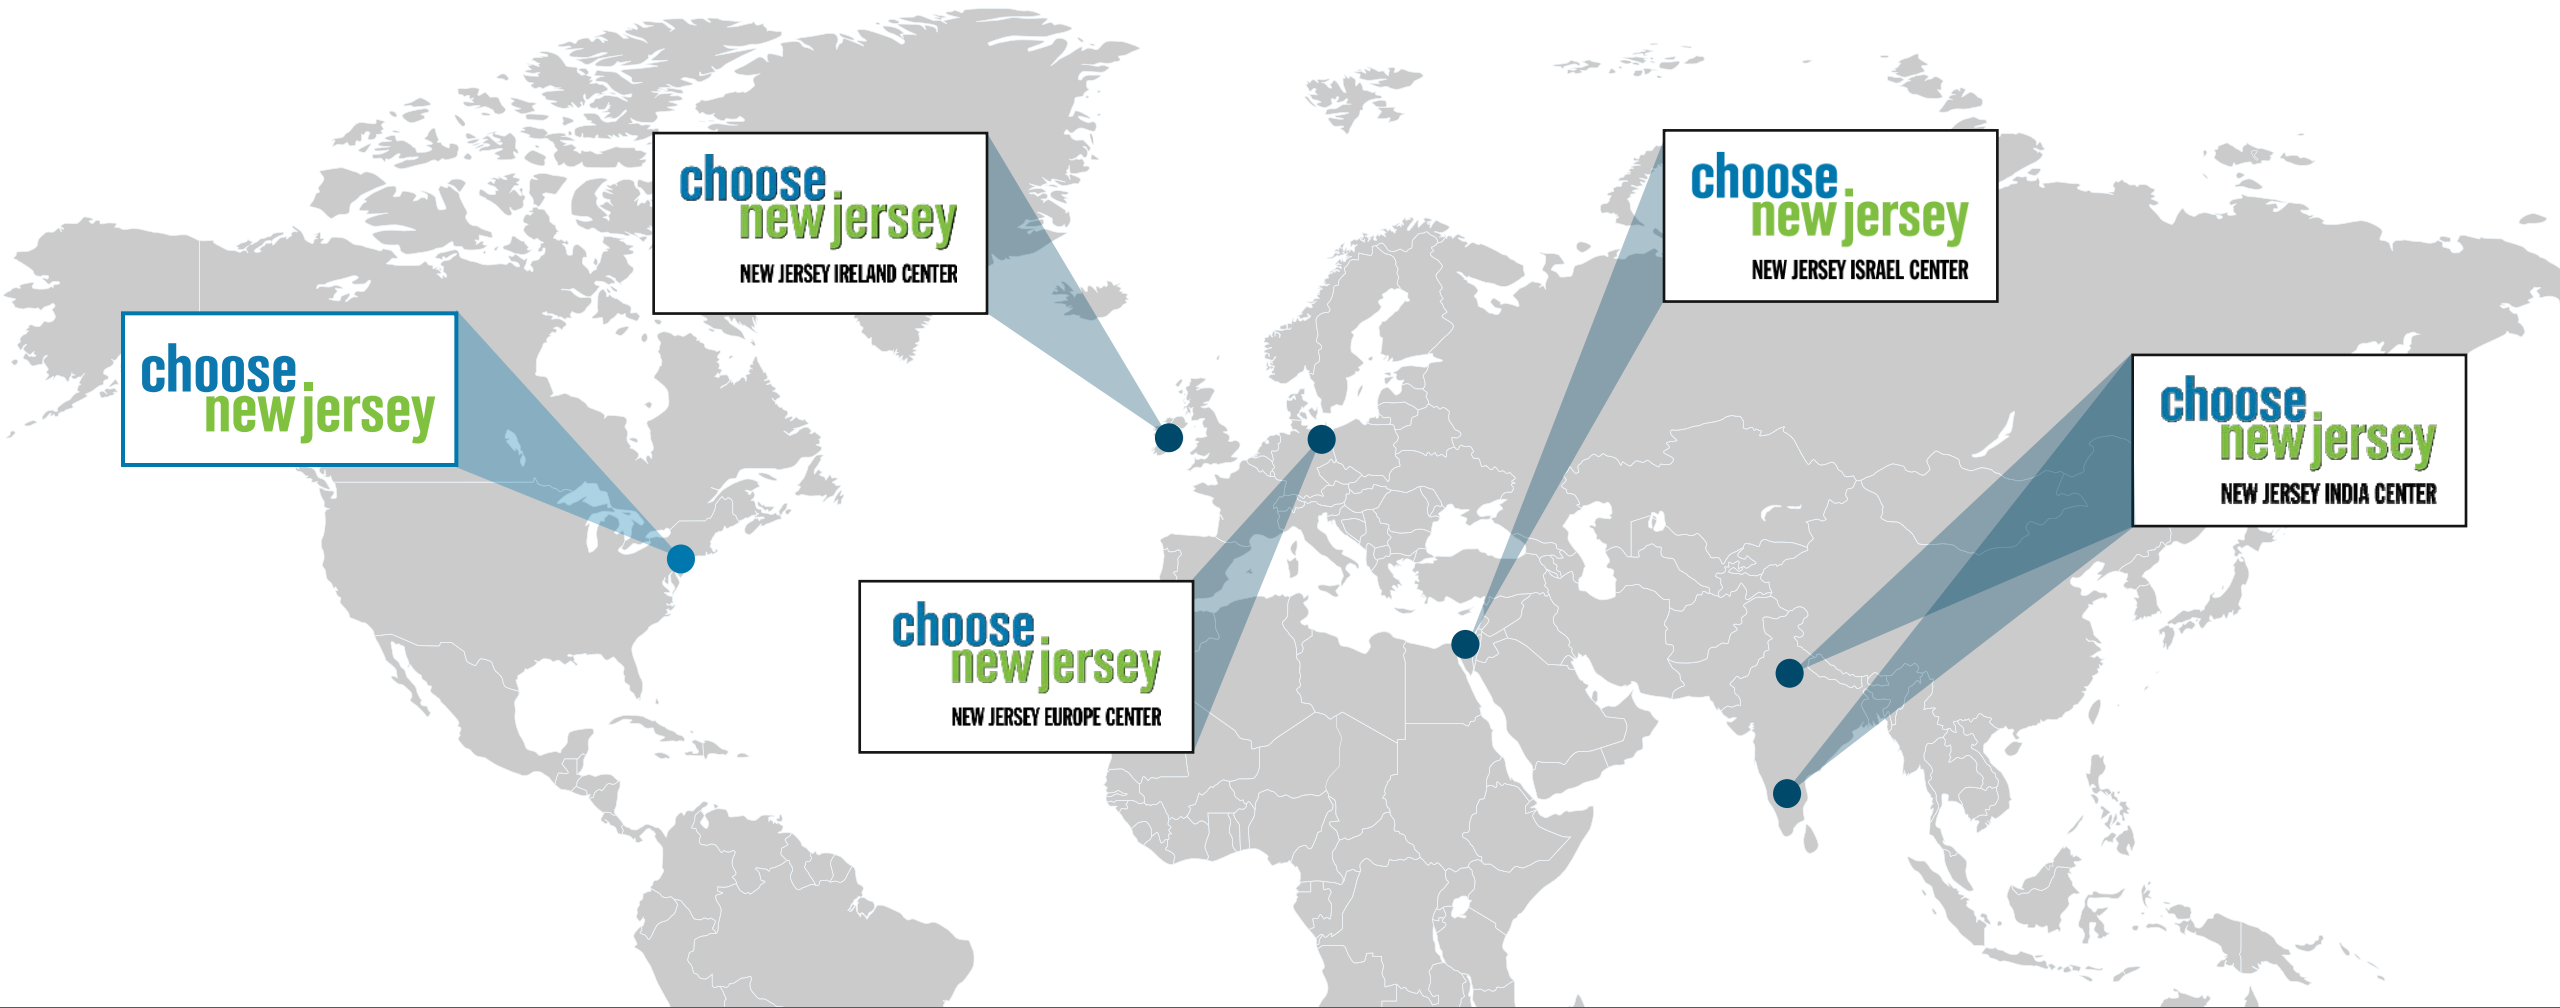 choose
new jersey
NEW JERSEY IRELAND CENTER
choose
new jersey
NEW JERSEY ISRAEL CENTER
choose
new jersey
choose
new jersey
NEW JERSEY INDIA CENTER
choose
new jersey
NEW JERSEY EUROPE CENTER